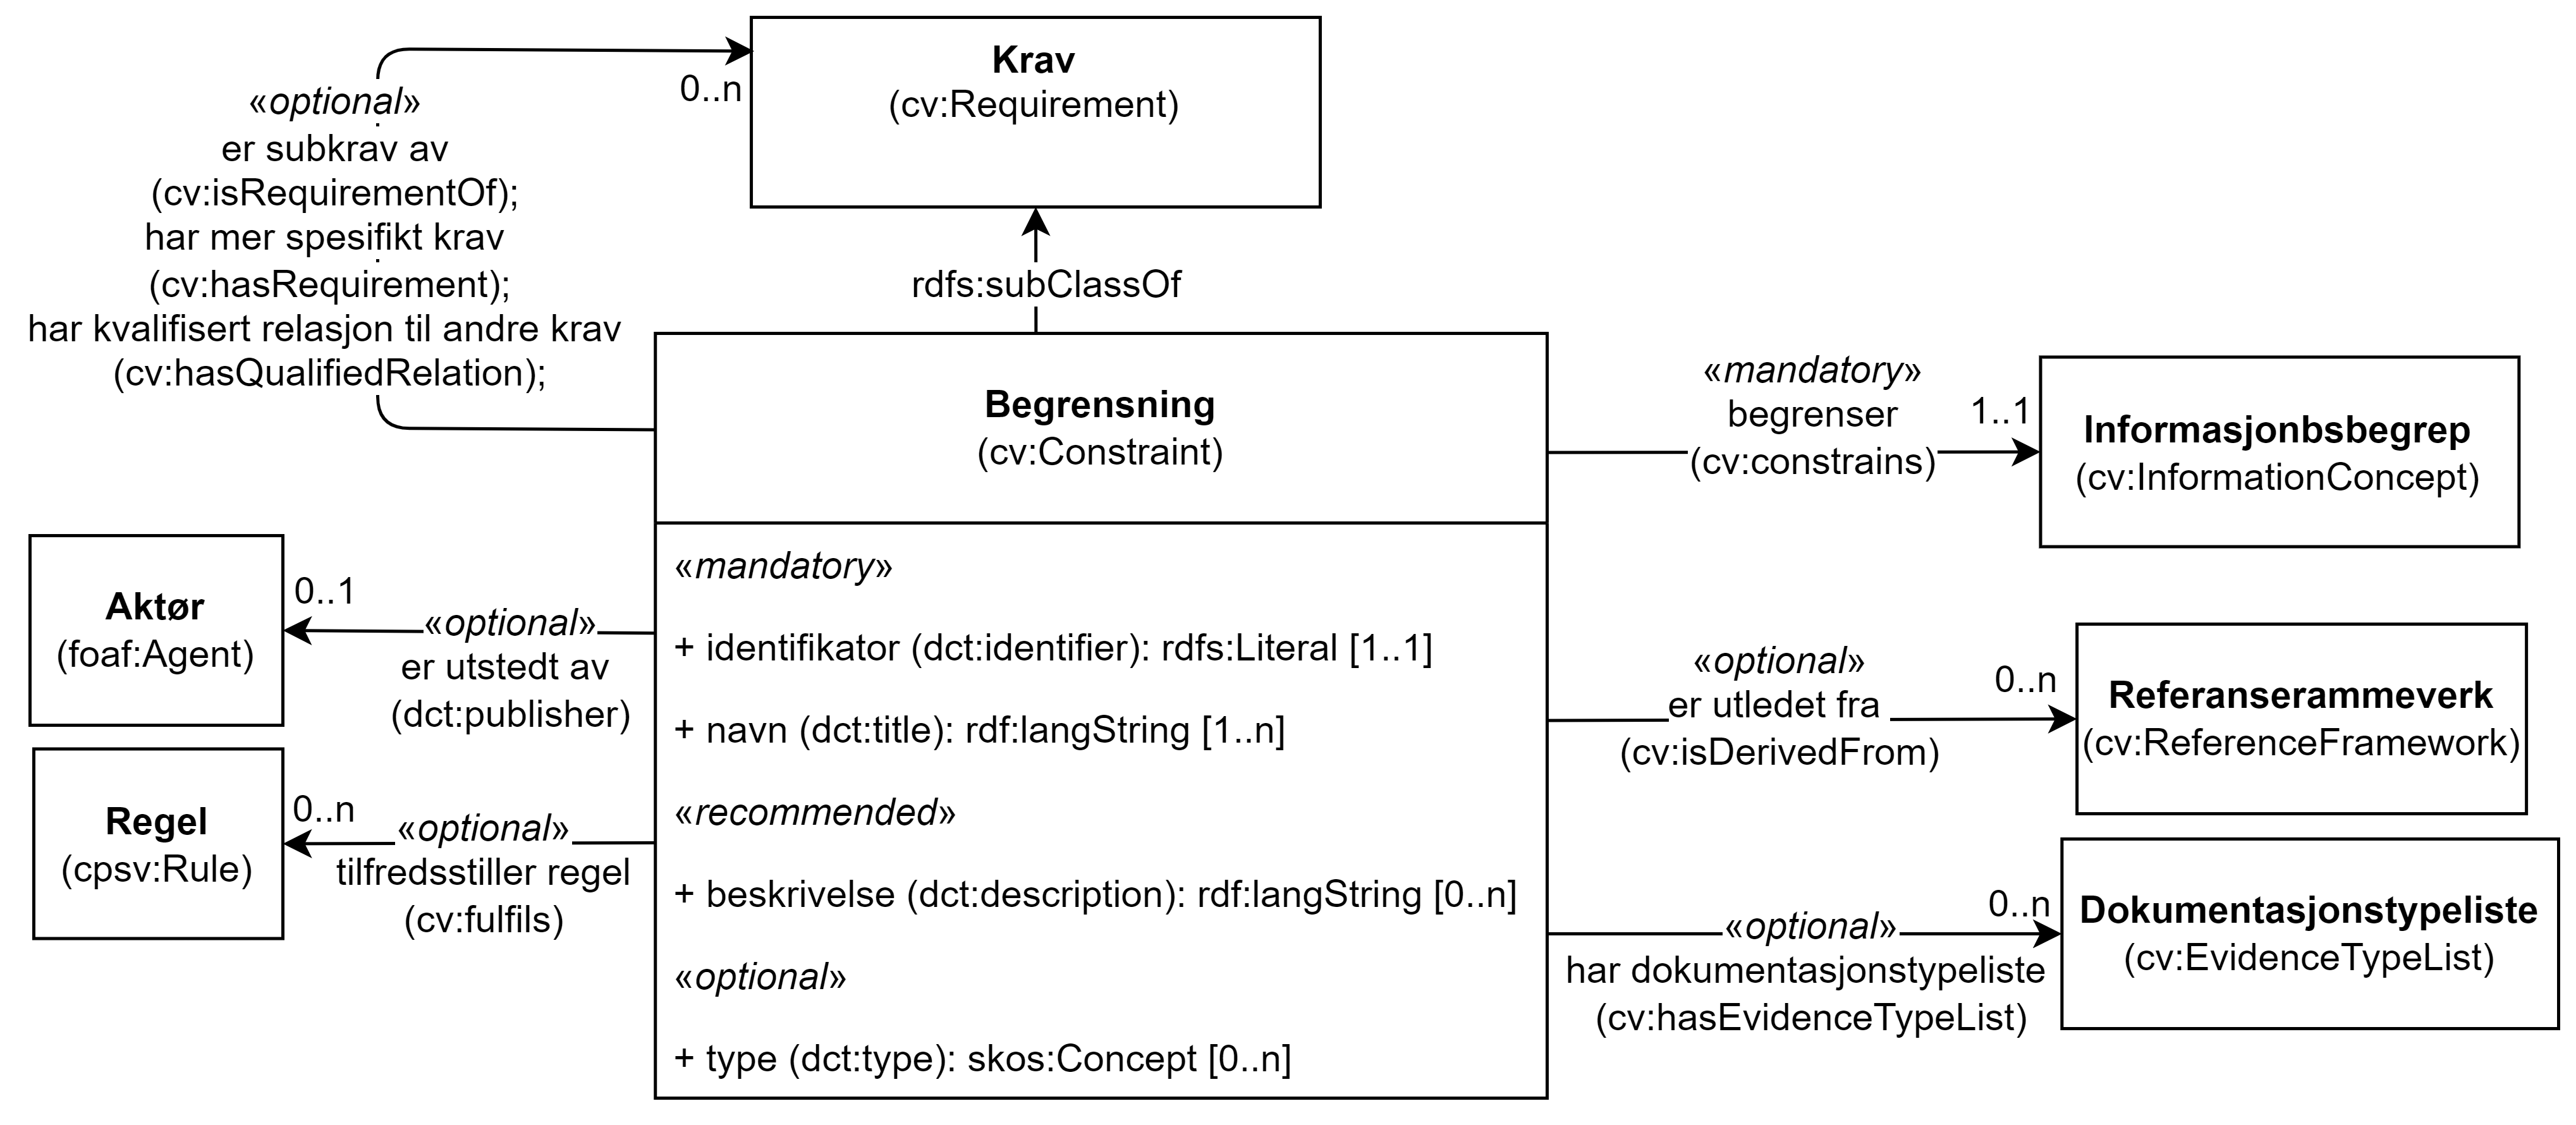 Krav
(cv:Requirement)
0..n
«optional»
er subkrav av
(cv:isRequirementOf);
har mer spesifikt krav
(cv:hasRequirement);
har kvalifisert relasjon til andre krav
(cv:hasQualifiedRelation);
rdfs:subClassOf
Begrensning
(cv:Constraint)
«mandatory»
+ identifikator (dct:identifier): rdfs:Literal [1..1]
+ navn (dct:title): rdf:langString [1..n]
«recommended»
+ beskrivelse (dct:description): rdf:langString [0..n]
«optional»
+ type (dct:type): skos:Concept [0..n]
«mandatory»
begrenser
(cv:constrains)
1..1
Informasjonbsbegrep
(cv:InformationConcept)
Aktør
(foaf:Agent)
0..1
«optional»
er utstedt av
(dct:publisher)
«optional»
er utledet fra
(cv:isDerivedFrom)
0..n
Referanserammeverk
(cv:ReferenceFramework)
Regel
(cpsv:Rule)
0..n
«optional»
tilfredsstiller regel
(cv:fulfils)
«optional»
har dokumentasjonstypeliste
(cv:hasEvidenceTypeList)
0..n
Dokumentasjonstypeliste
(cv:EvidenceTypeList)